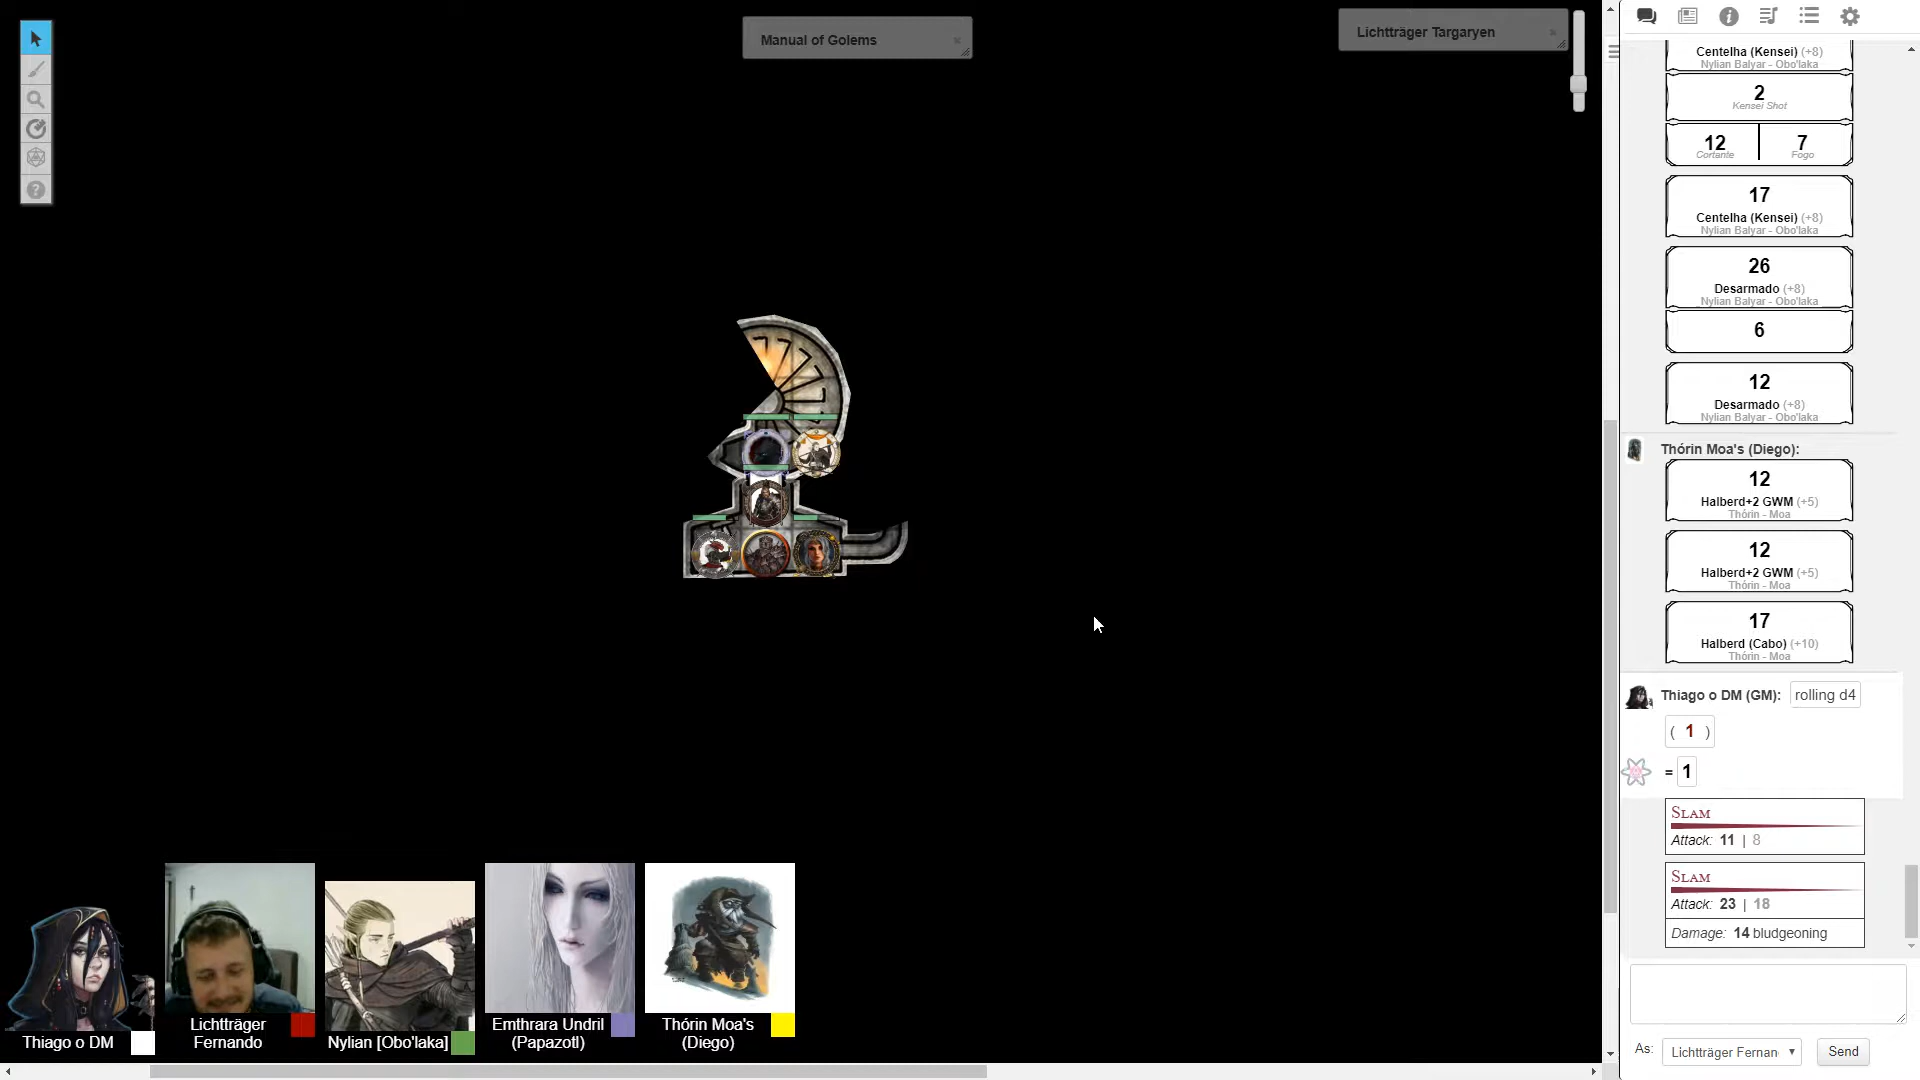 Manual of Golems
Lichtträger Targaryen
Centelha (Kensei) (+8)
Nylian Balyar - Obo'laka
2
Kensei Shot
12
Cortante
7
Fogo
17
Centelha (Kensei) (+8)
Nylian Balyar - Obo'laka
26
Desarmado (+8)
Nylian Balyar - Obo'laka
6
12
Desarmado (+8)
Nylian Balyar - Obo'laka
Thórin Moa's (Diego):
12
Halberd+2 GWM (+5)
Thórin - Moa
12
Halberd+2 GWM (+5)
Thórin - Moa
17
Halberd (Cabo) (+10)
Thórin - Moa
Thiago o DM (GM): rolling d4
( 1 )
= 1
SLAM
Attack: 11 | 8
SLAM
Attack: 23 | 18
Damage: 14 bludgeoning
As: Lichtträger Fernan
Send
Thiago o DM
Lichtträger
Fernando
Nylian [Obo'laka]
Emthrara Undril
(Papazotl)
Thórin Moa's
(Diego)